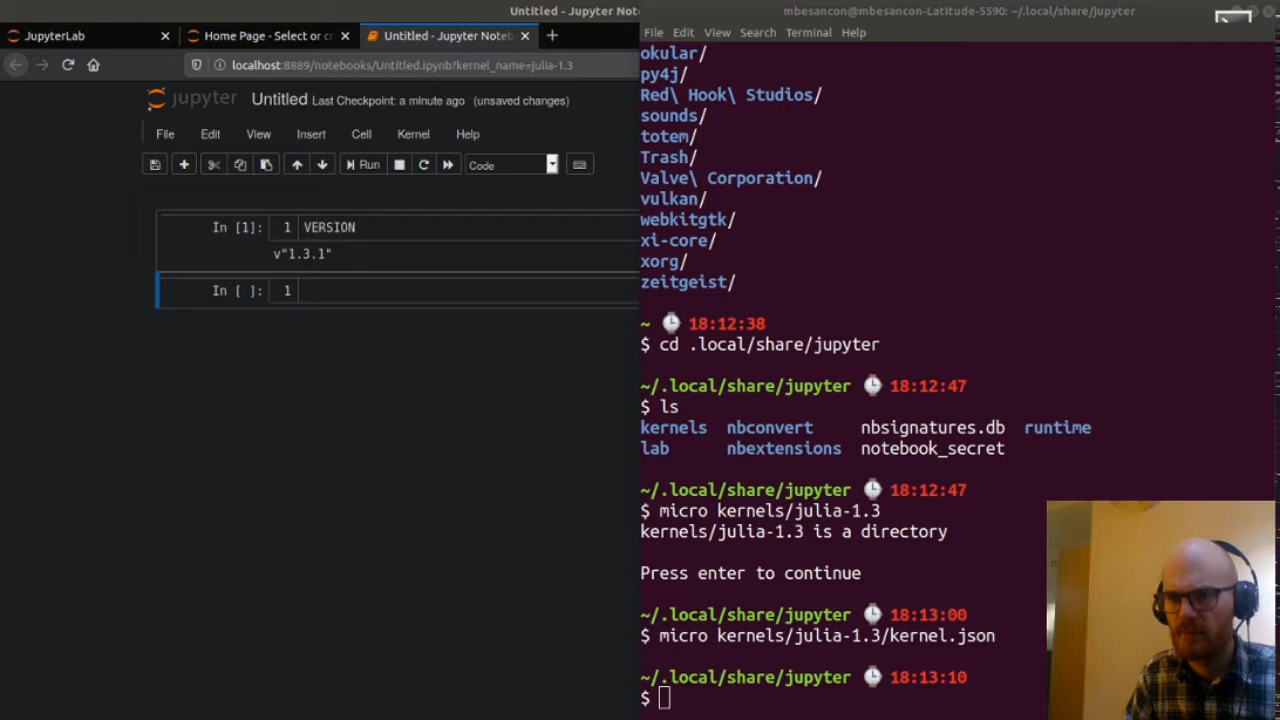 Untitled - Jupyter No
mbesancon@mbesancon-Latitude-5590: ~/.local/share/jupyter
JupyterLab
Home Page - Select or cr
Untitled - Jupyter Noteb
File Edit View Search Terminal Help
localhost:8889/notebooks/Untitled.ipynb?kernel_name=julia-1.3
jupyter Untitled Last Checkpoint: a minute ago (unsaved changes)
File Edit View Insert Cell Kernel Help
Run
Code
In [1]: 1 VERSION
v"1.3.1"
In [ ]: 1
okular/
py4j/
Red\ Hook\ Studios/
sounds/
totem/
Trash/
Valve\ Corporation/
vulkan/
webkitgtk/
xi-core/
xorg/
zeitgeist/
~ 18:12:38
$ cd .local/share/jupyter
~/.local/share/jupyter 18:12:47
$ ls
kernels nbconvert nbsignatures.db runtime
lab nbextensions notebook_secret
~/.local/share/jupyter 18:12:47
$ micro kernels/julia-1.3
kernels/julia-1.3 is a directory
Press enter to continue
~/.local/share/jupyter 18:13:00
$ micro kernels/julia-1.3/kernel.json
~/.local/share/jupyter 18:13:10
$